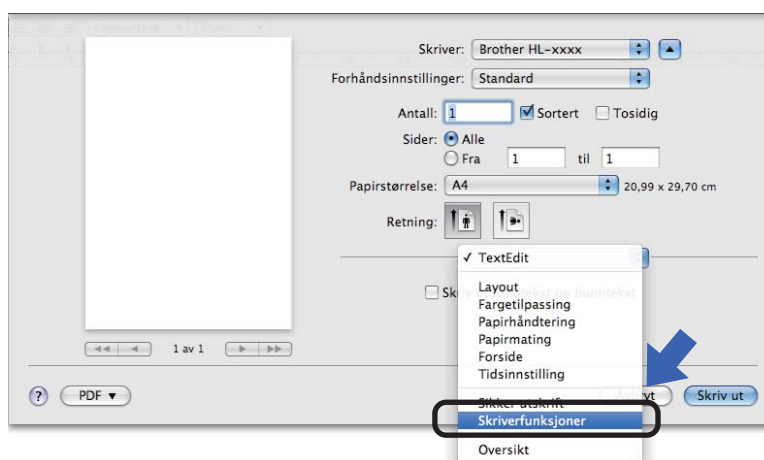 Skriver: Brother HL-xxxx
Forhåndsinnstillinger: Standard
Antall: 1 Sortert Tosidig
Sider: Alle
Fra 1 til 1
Papirstørrelse: A4 20,99 x 29,70 cm
Retning:
✓ TextEdit
Layout
Fargetilpassing
Papirhåndtering
Papirmating
Forside
Tidsinnstilling
Sikker utskrift
Skriverfunksjoner
Oversikt
1 av 1
? PDF ▼ Skriv ut